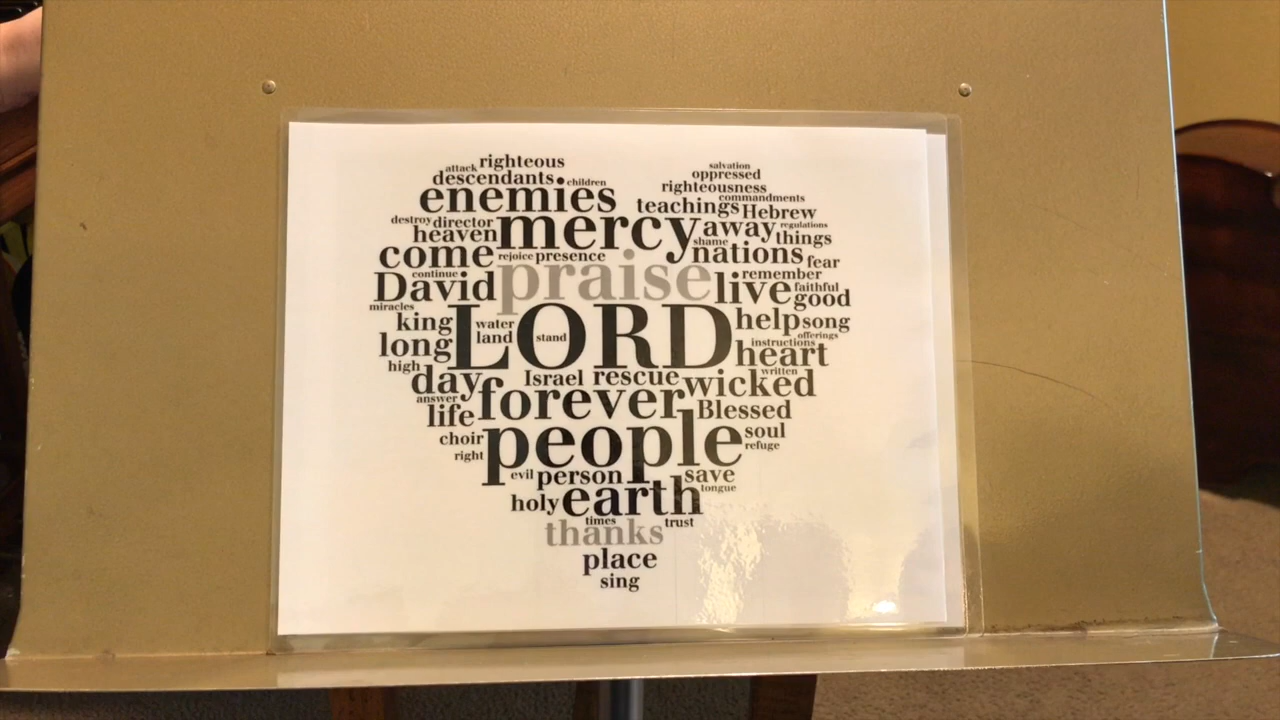 attack righteous salvation
descendants children oppressed
enemies righteousness
commandments
teachings Hebrew
destroy director mercy away regulations
heaven shame things
come rejoice presence nations fear
continue praise remember
David live faithful
good
miracles
king water LORD help song
land stand offerings
long instructions heart
high written
day Israel rescue wicked
answer forever Blessed
life
choir people soul
right refuge
evil person save
holy earth tongue
times trust
thanks
place
sing